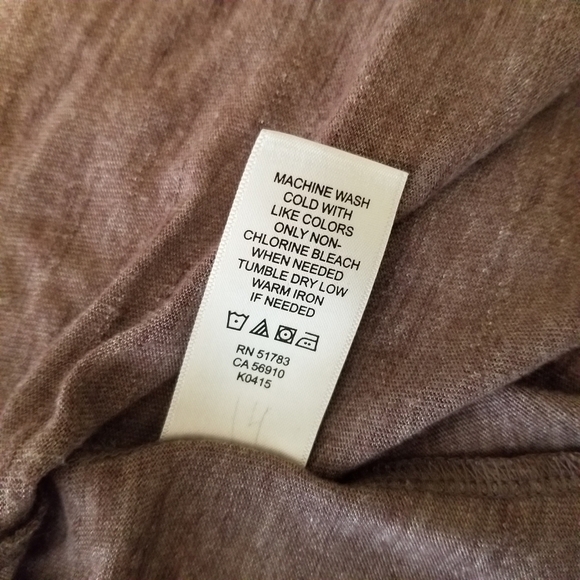 MACHINE WASH
COLD WITH
LIKE COLORS
ONLY NON-
CHLORINE BLEACH
WHEN NEEDED
TUMBLE DRY LOW
WARM IRON
IF NEEDED
RN 51783
CA 56910
K0415
14